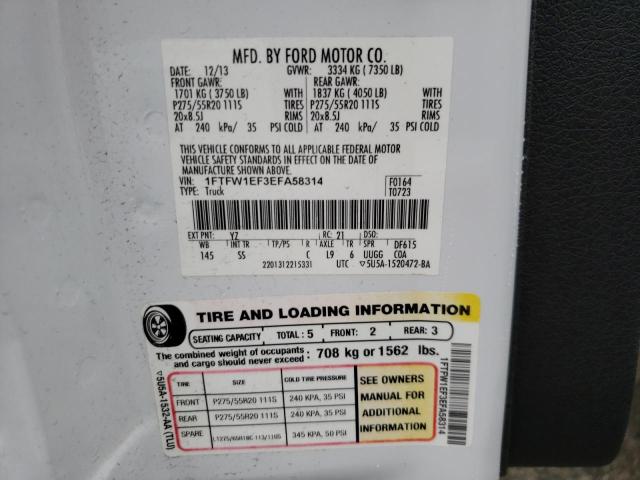 MFD. BY FORD MOTOR CO.
DATE: 12/13 GVWR: 3334 KG ( 7350 LB)
FRONT GAWR: REAR GAWR:
1701 KG ( 3750 LB) WITH 1837 KG ( 4050 LB) WITH
P275/55R20 111S TIRES P275/55R20 111S TIRES
20x8.5J RIMS 20x8.5J RIMS
AT 240 kPa/ 35 PSI COLD AT 240 kPa/ 35 PSI COLD
THIS VEHICLE CONFORMS TO ALL APPLICABLE FEDERAL MOTOR
VEHICLE SAFETY STANDARDS IN EFFECT ON THE DATE OF
MANUFACTURE SHOWN ABOVE.
VIN: 1FTFW1EF3EFA58314 F0164
TYPE: Truck T0723
EXT PNT: YZ RC: 21 DSO:
WB INT TR TP/PS R AXLE TR SPR DF615
145 SS C L9 6 UUGG COA
2201312215331 UTC ▽5U5A-1520472-BA
TIRE AND LOADING INFORMATION
SEATING CAPACITY TOTAL: 5 FRONT: 2 REAR: 3
The combined weight of occupants and cargo should never exceed: 708 kg or 1562 lbs.
TIRE SIZE COLD TIRE PRESSURE
FRONT P275/55R20 111S 240 KPA, 35 PSI
REAR P275/55R20 111S 240 KPA, 35 PSI
SPARE 345 KPA, 50 PSI
SEE OWNERS
MANUAL FOR
ADDITIONAL
INFORMATION
▽5U5A-1532-AA (TLU)
1FTFW1EF3EFA58314